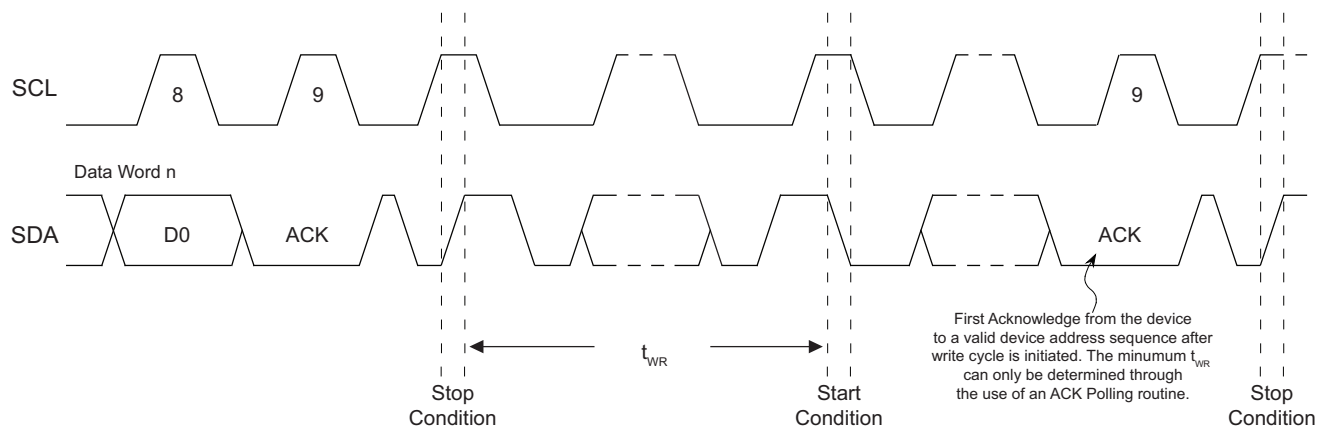 SCL
8
9
9
Data Word n
SDA
D0
ACK
ACK
First Acknowledge from the device
to a valid device address sequence after
write cycle is initiated. The minumum tWR
can only be determined through
the use of an ACK Polling routine.
tWR
Stop
Condition
Start
Condition
Stop
Condition